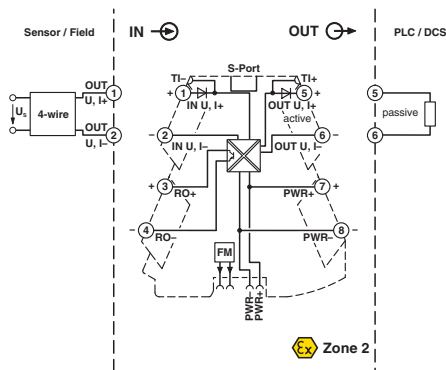 Sensor / Field
IN
OUT
PLC / DCS
S-Port
TI–
TI+
OUT
U, I+
1
+
1
IN U, I+
5
+
OUT U, I+
active
5
Us
4-wire
passive
OUT
U, I–
2
–
2
IN U, I–
6
–
OUT U, I–
6
+
3
RO+
7
+
PWR+
–
4
RO–
8
–
PWR–
FM
PWR–
PWR+
Ex Zone 2